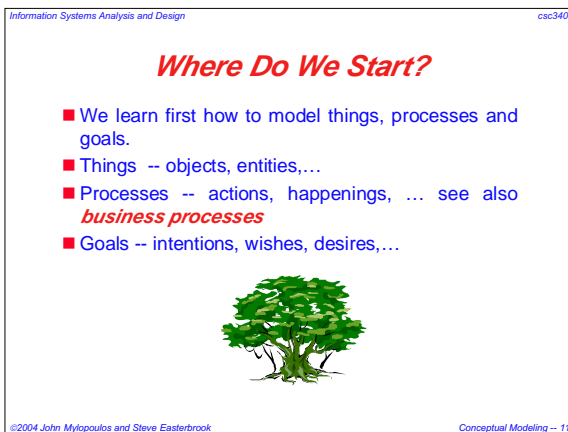 Information Systems Analysis and Design csc340
Where Do We Start?
We learn first how to model things, processes and
goals.
Things -- objects, entities,…
Processes -- actions, happenings, … see also
business processes
Goals -- intentions, wishes, desires,…
©2004 John Mylopoulos and Steve Easterbrook Conceptual Modeling -- 11